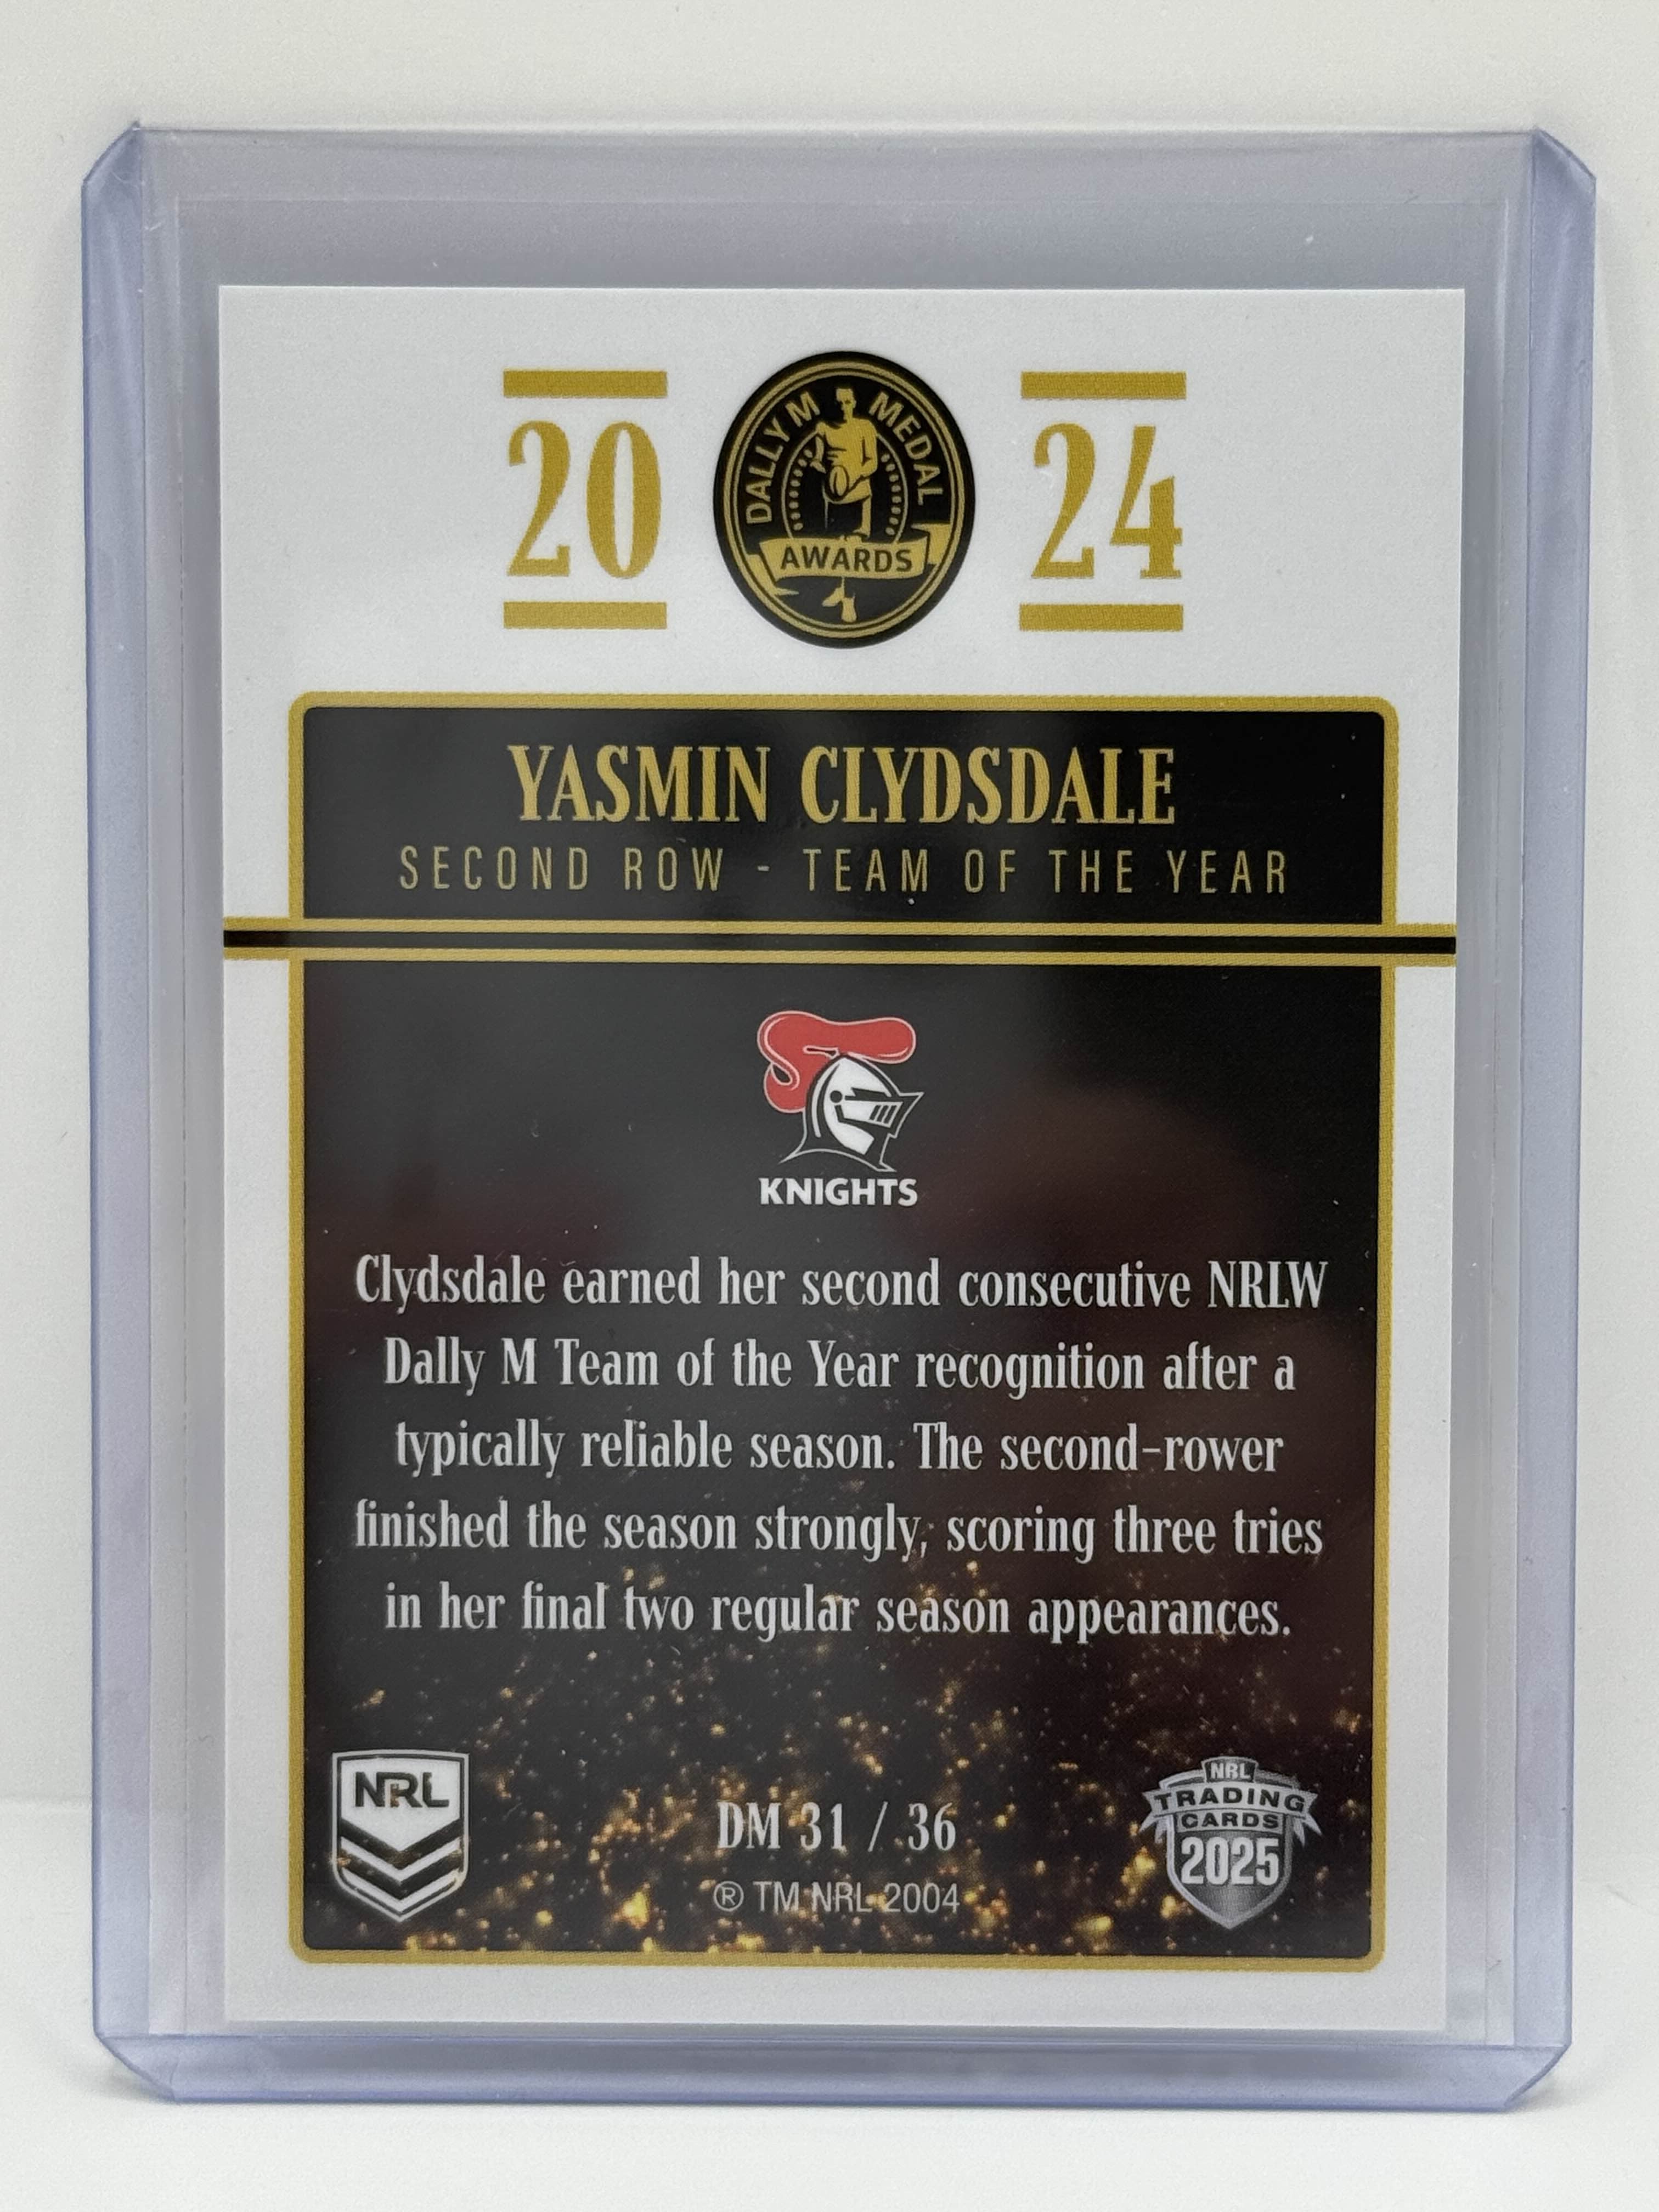 20 24
DALLY M MEDAL
AWARDS
YASMIN CLYDSDALE
SECOND ROW - TEAM OF THE YEAR
KNIGHTS
Clydsdale earned her second consecutive NRLW
Dally M Team of the Year recognition after a
typically reliable season. The second-rower
finished the season strongly, scoring three tries
in her final two regular season appearances.
NRL
DM 31 / 36
® TM NRL 2004
NRL
TRADING
CARDS
2025